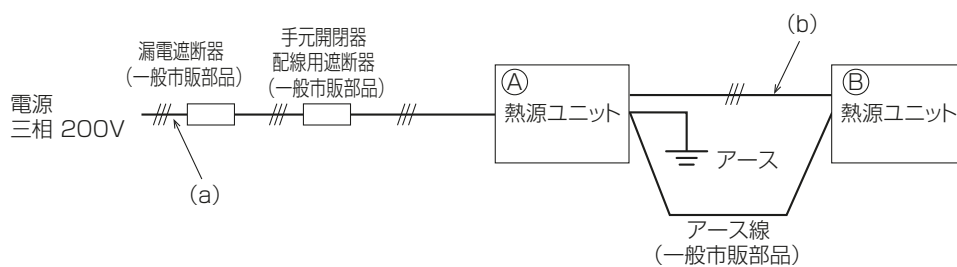 漏電遮断器
(一般市販部品)
手元開閉器
配線用遮断器
(一般市販部品)
(b)
電源
三相 200V
(a)
Ⓐ
熱源ユニット
Ⓑ
熱源ユニット
アース
アース線
(一般市販部品)